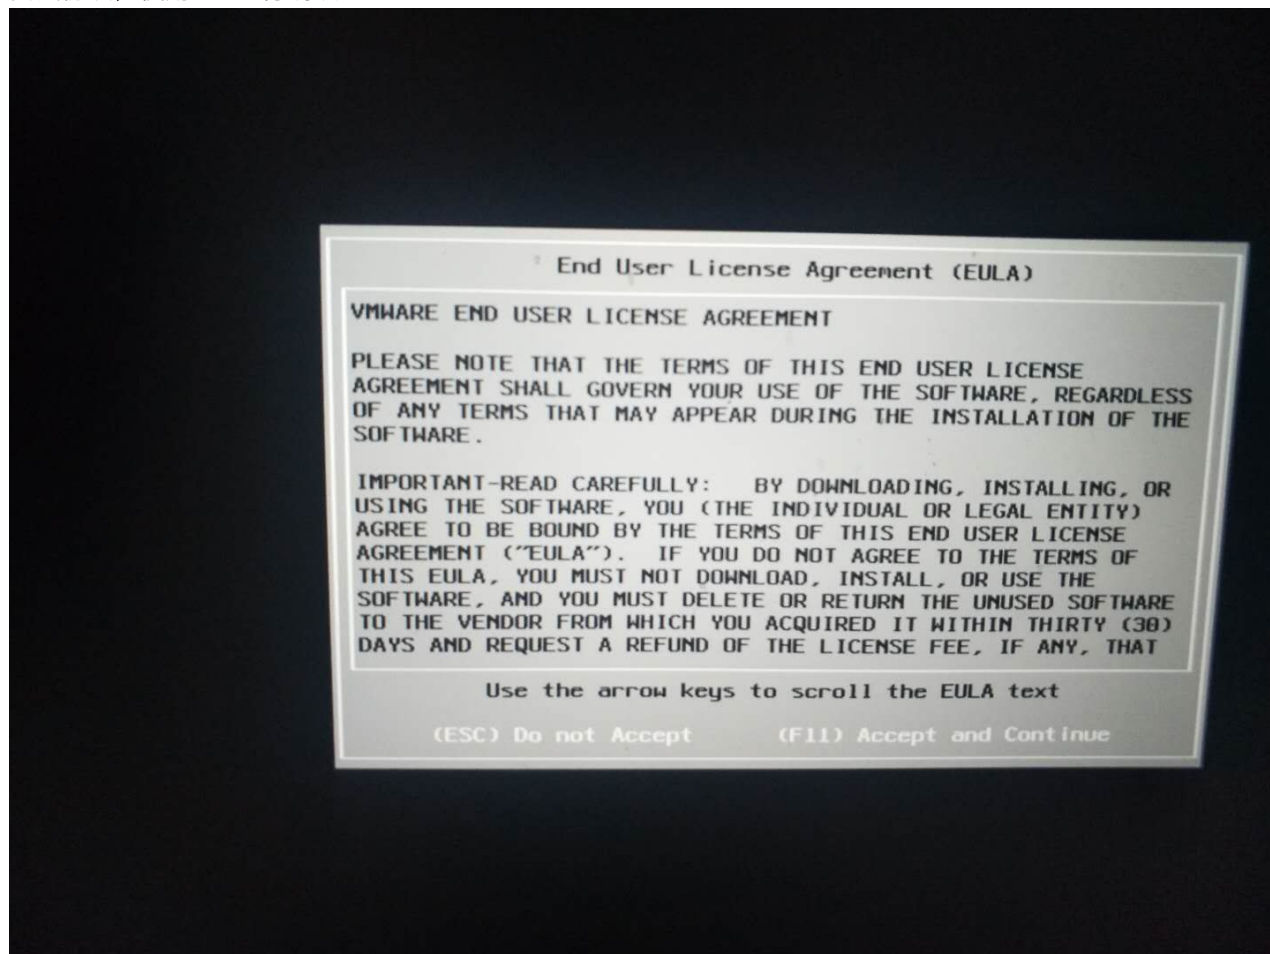 End User License Agreement (EULA)
VMWARE END USER LICENSE AGREEMENT
PLEASE NOTE THAT THE TERMS OF THIS END USER LICENSE
AGREEMENT SHALL GOVERN YOUR USE OF THE SOFTWARE, REGARDLESS
OF ANY TERMS THAT MAY APPEAR DURING THE INSTALLATION OF THE
SOFTWARE.
IMPORTANT-READ CAREFULLY:   BY DOWNLOADING, INSTALLING, OR
USING THE SOFTWARE, YOU (THE INDIVIDUAL OR LEGAL ENTITY)
AGREE TO BE BOUND BY THE TERMS OF THIS END USER LICENSE
AGREEMENT ("EULA").  IF YOU DO NOT AGREE TO THE TERMS OF
THIS EULA, YOU MUST NOT DOWNLOAD, INSTALL, OR USE THE
SOFTWARE, AND YOU MUST DELETE OR RETURN THE UNUSED SOFTWARE
TO THE VENDOR FROM WHICH YOU ACQUIRED IT WITHIN THIRTY (30)
DAYS AND REQUEST A REFUND OF THE LICENSE FEE, IF ANY, THAT
Use the arrow keys to scroll the EULA text
(ESC) Do not Accept (F11) Accept and Continue